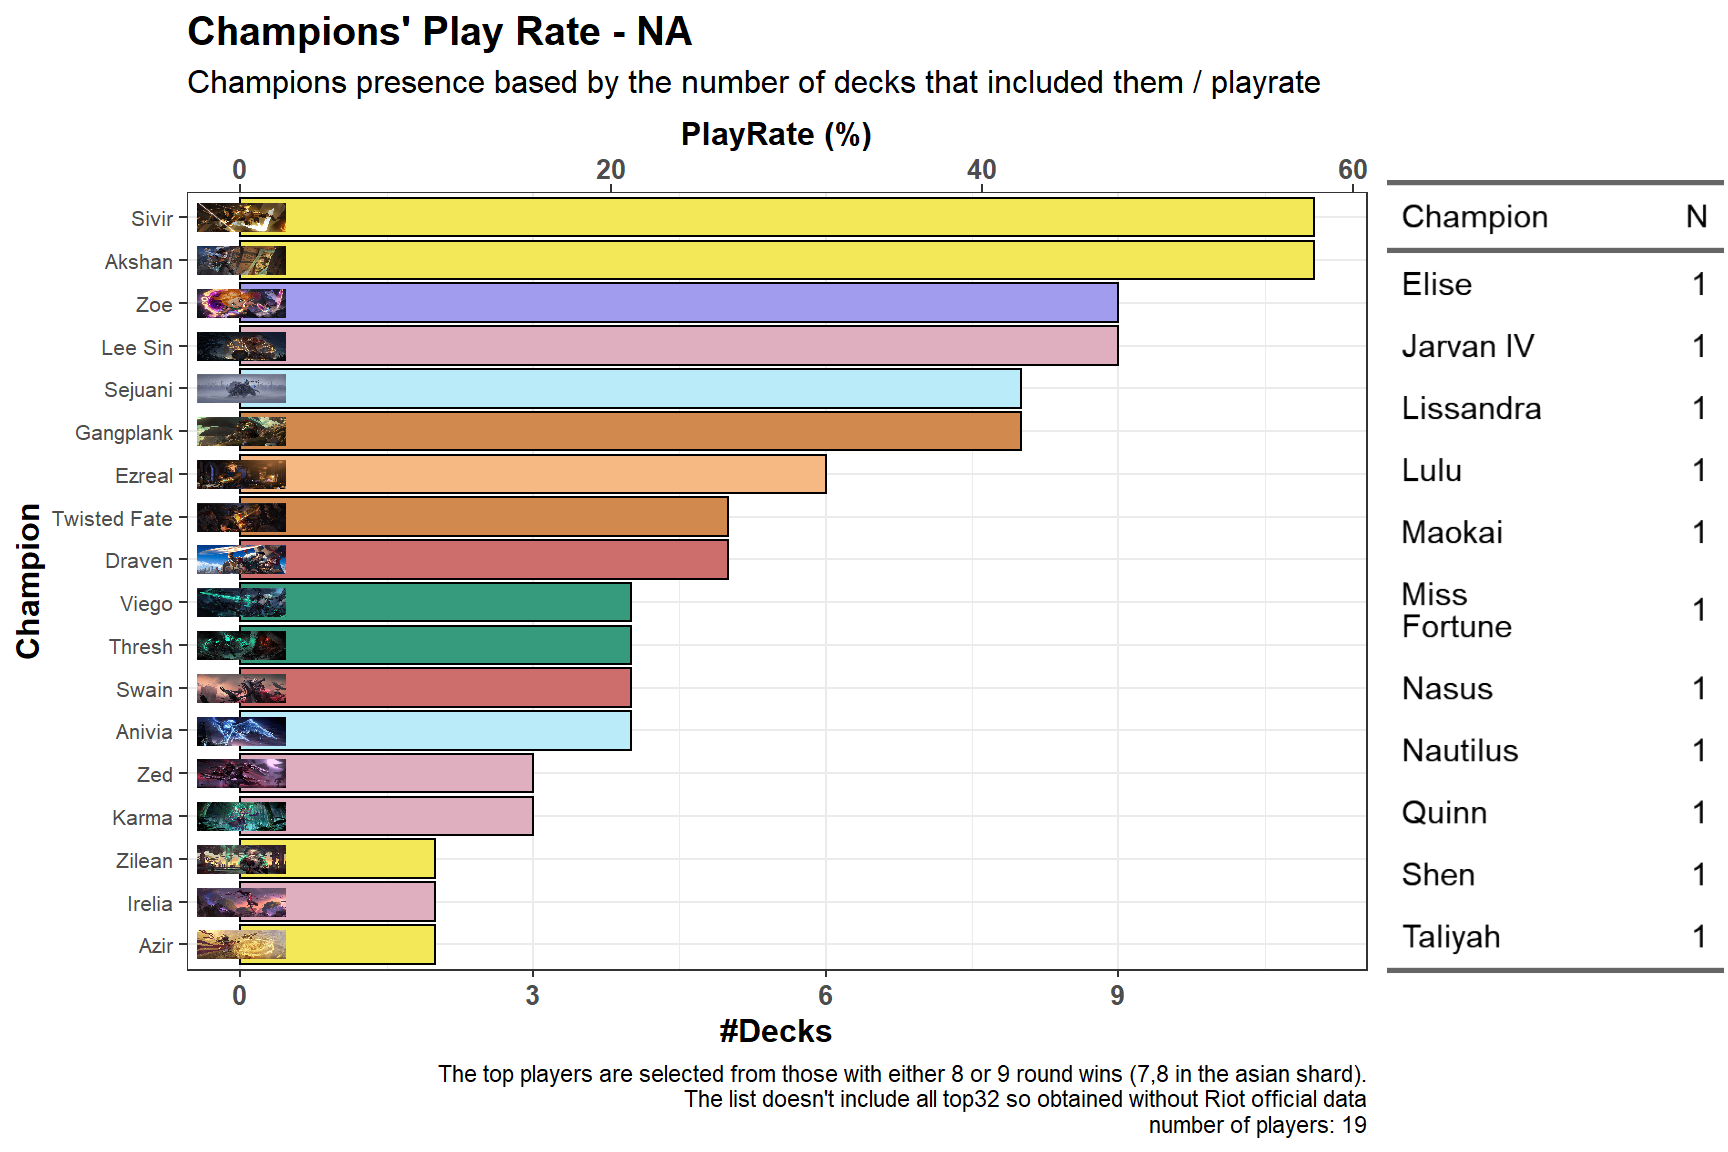 Champions' Play Rate - NA
Champions presence based by the number of decks that included them / playrate
PlayRate (%)
0 20 40 60
Champion
Sivir
Akshan
Zoe
Lee Sin
Sejuani
Gangplank
Ezreal
Twisted Fate
Draven
Viego
Thresh
Swain
Anivia
Zed
Karma
Zilean
Irelia
Azir
0 3 6 9
#Decks
Champion N
Elise 1
Jarvan IV 1
Lissandra 1
Lulu 1
Maokai 1
Miss
Fortune 1
Nasus 1
Nautilus 1
Quinn 1
Shen 1
Taliyah 1
The top players are selected from those with either 8 or 9 round wins (7,8 in the asian shard).
The list doesn't include all top32 so obtained without Riot official data
number of players: 19